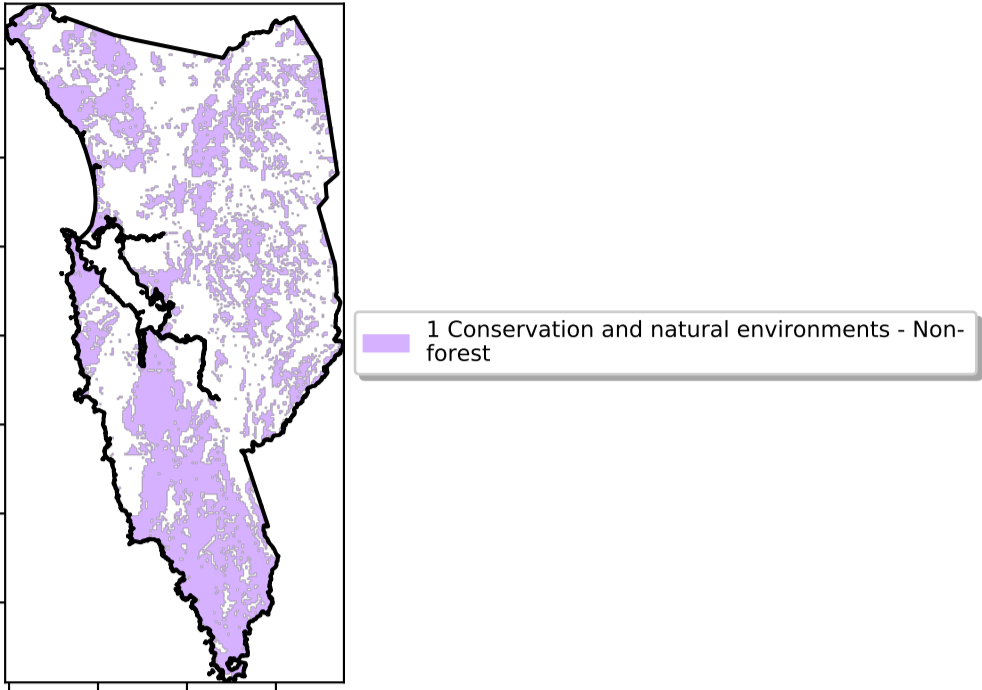 1 Conservation and natural environments - Non-
forest